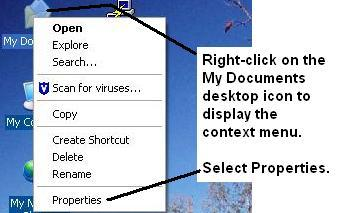 My Do
Open
Explore
Search...
Scan for viruses...
Copy
Create Shortcut
Delete
Rename
Properties
My Co
My N
Right-click on the
My Documents
desktop icon to
display the
context menu.
Select Properties.